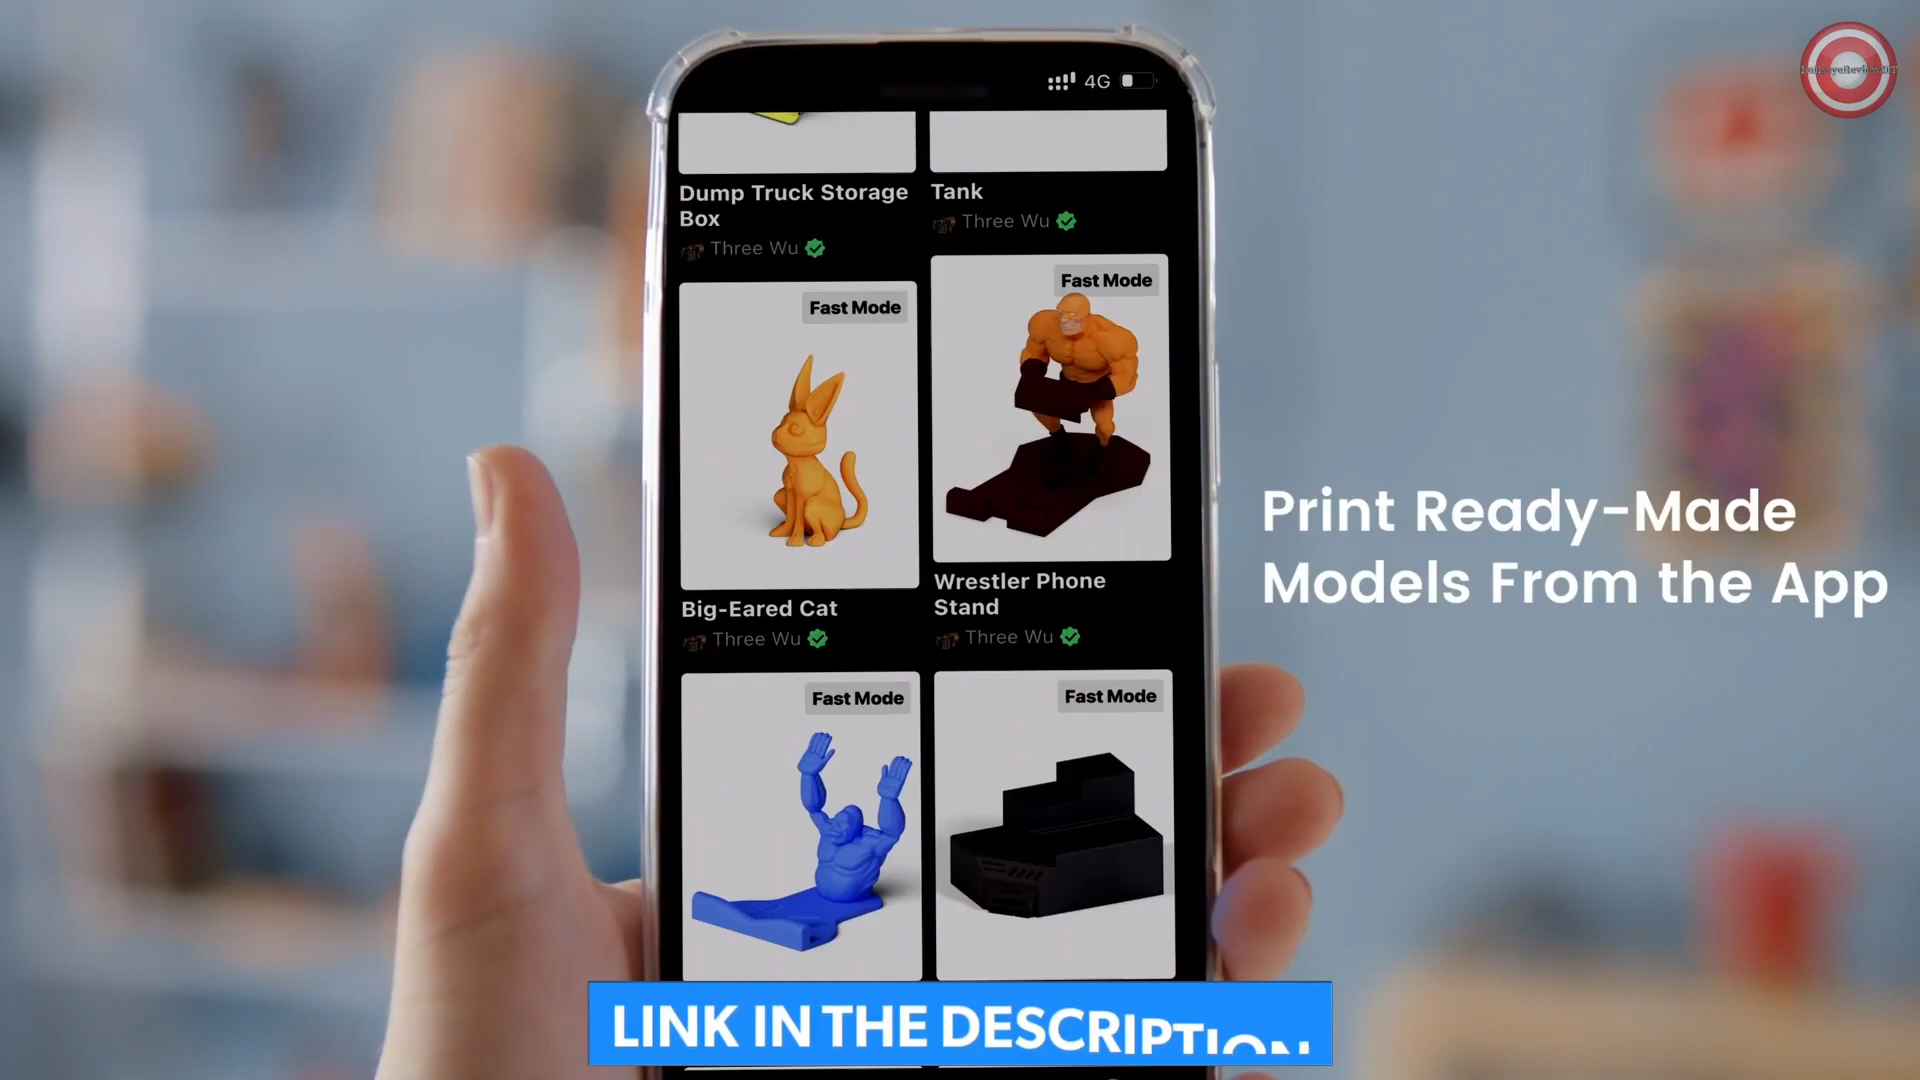 4G
Dump Truck Storage
Box
Three Wu
Tank
Three Wu
Fast Mode
Big-Eared Cat
Three Wu
Fast Mode
Wrestler Phone
Stand
Three Wu
Fast Mode
Fast Mode
Print Ready-Made
Models From the App
LINK IN THE DESCRIPTION